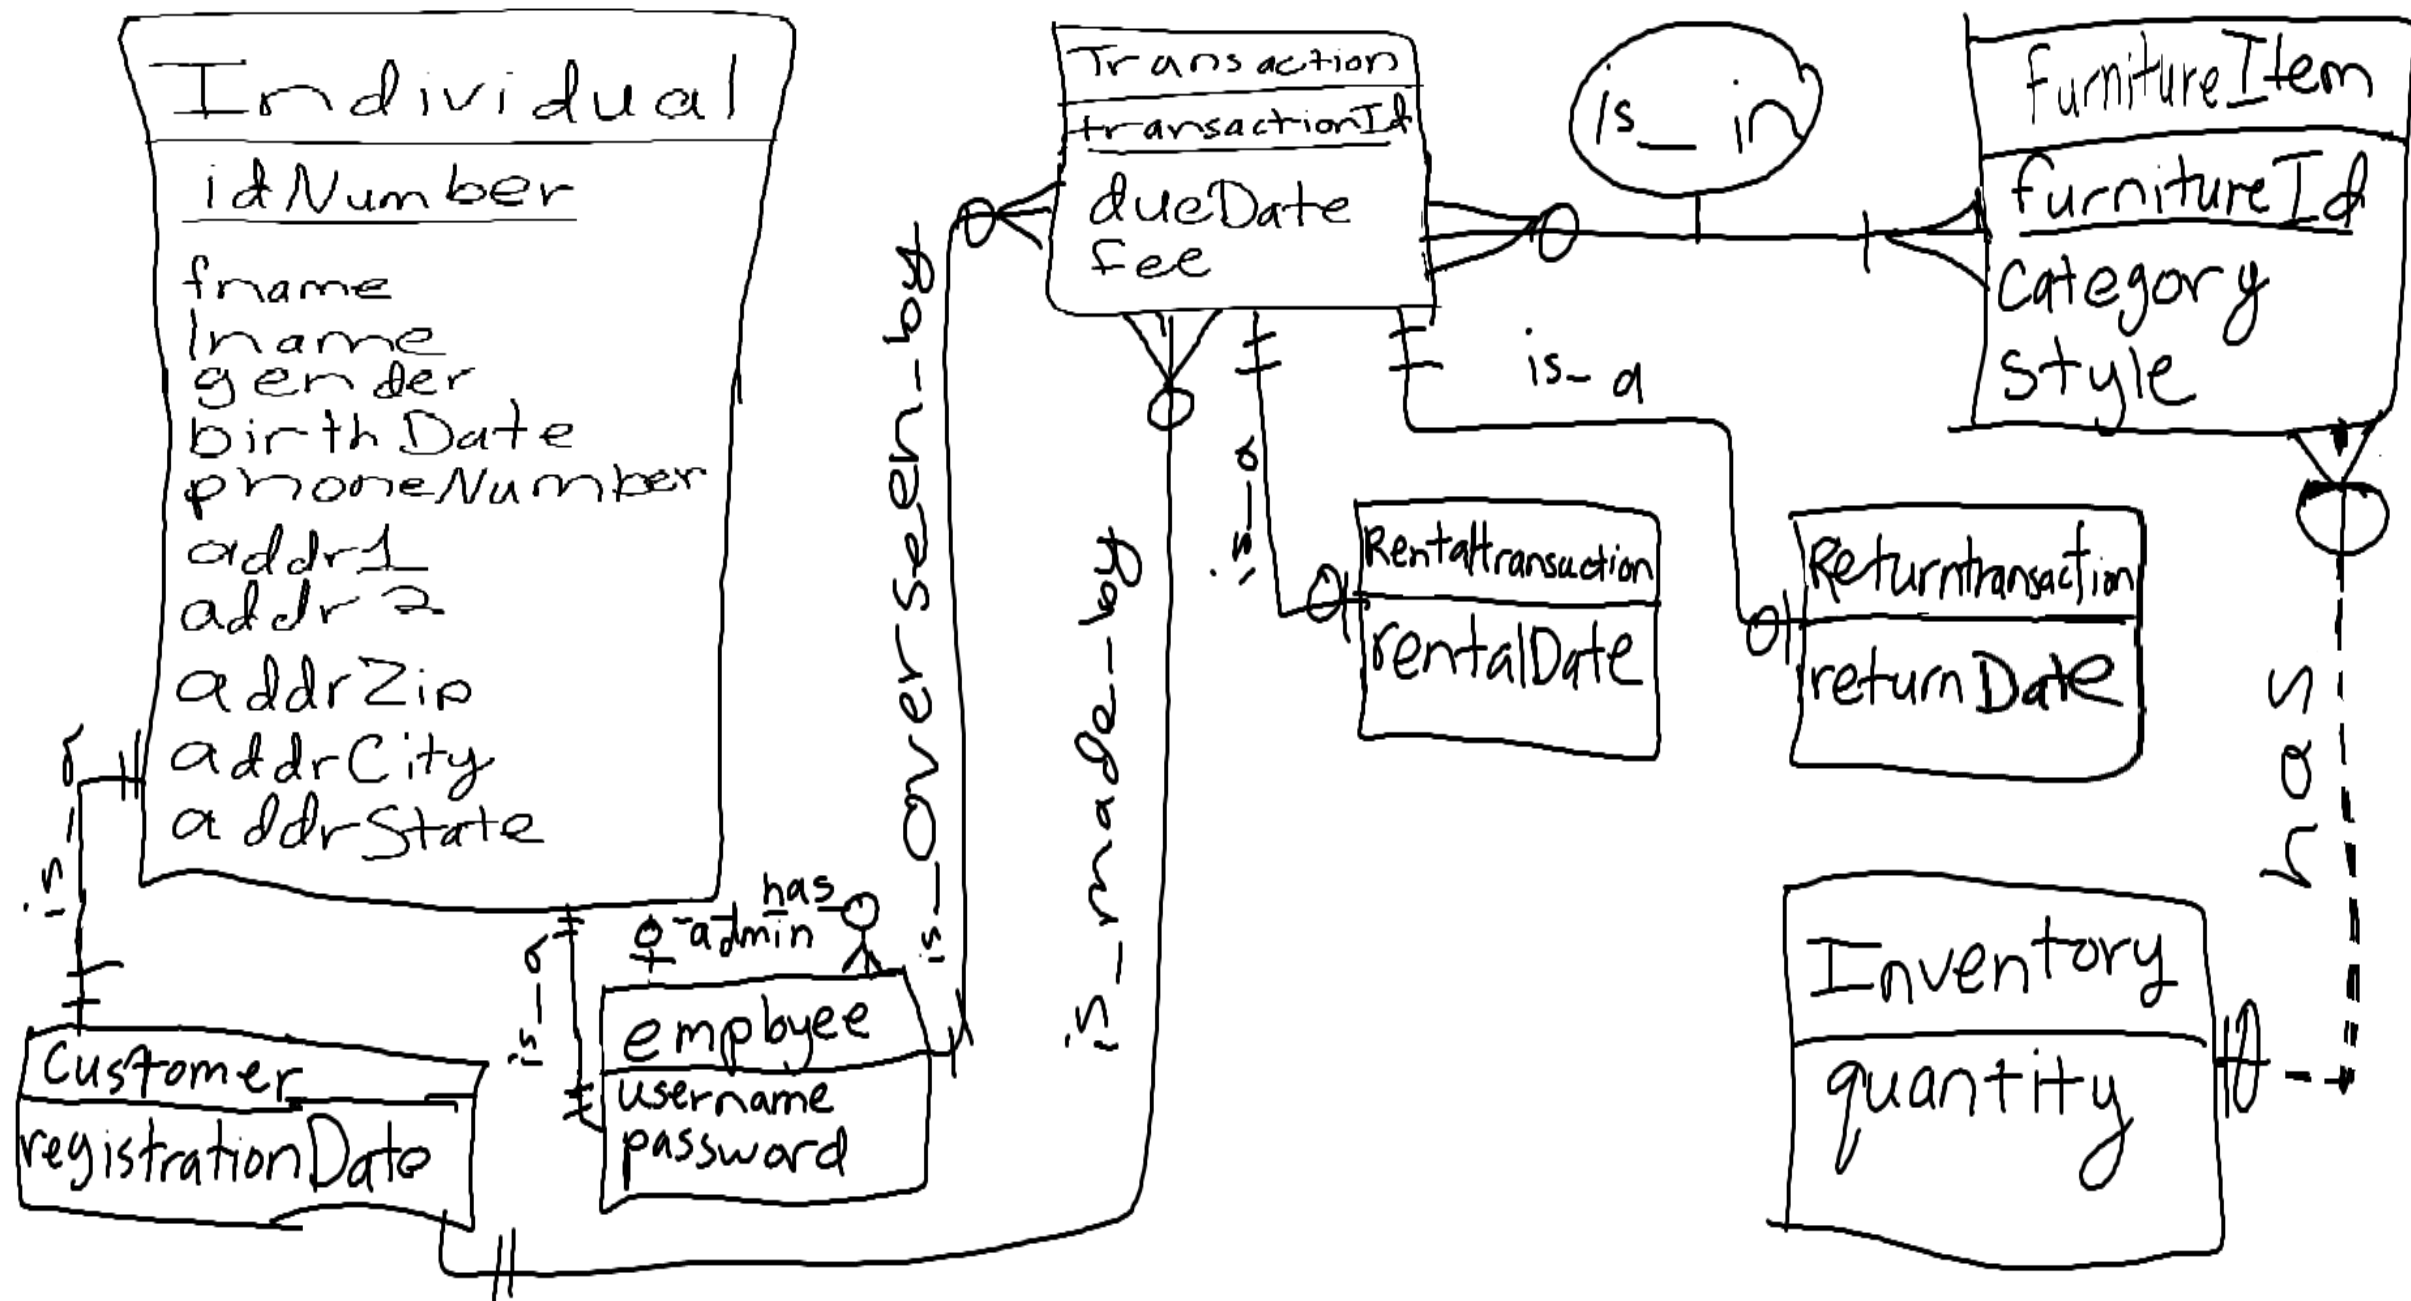 Individual
idNumber
fname
lname
gender
birthDate
phoneNumber
addr1
addr2
addrZip
addrCity
addrState
is_a
Customer
registrationDate
is_a
has
-admin
employee
username
password
is_overseen_by
is_made_by
Transaction
transactionId
dueDate
fee
is_in
is_a
is_a
Rentaltransaction
rentalDate
Returntransaction
returnDate
furnitureItem
furnitureId
Category
style
has
Inventory
quantity